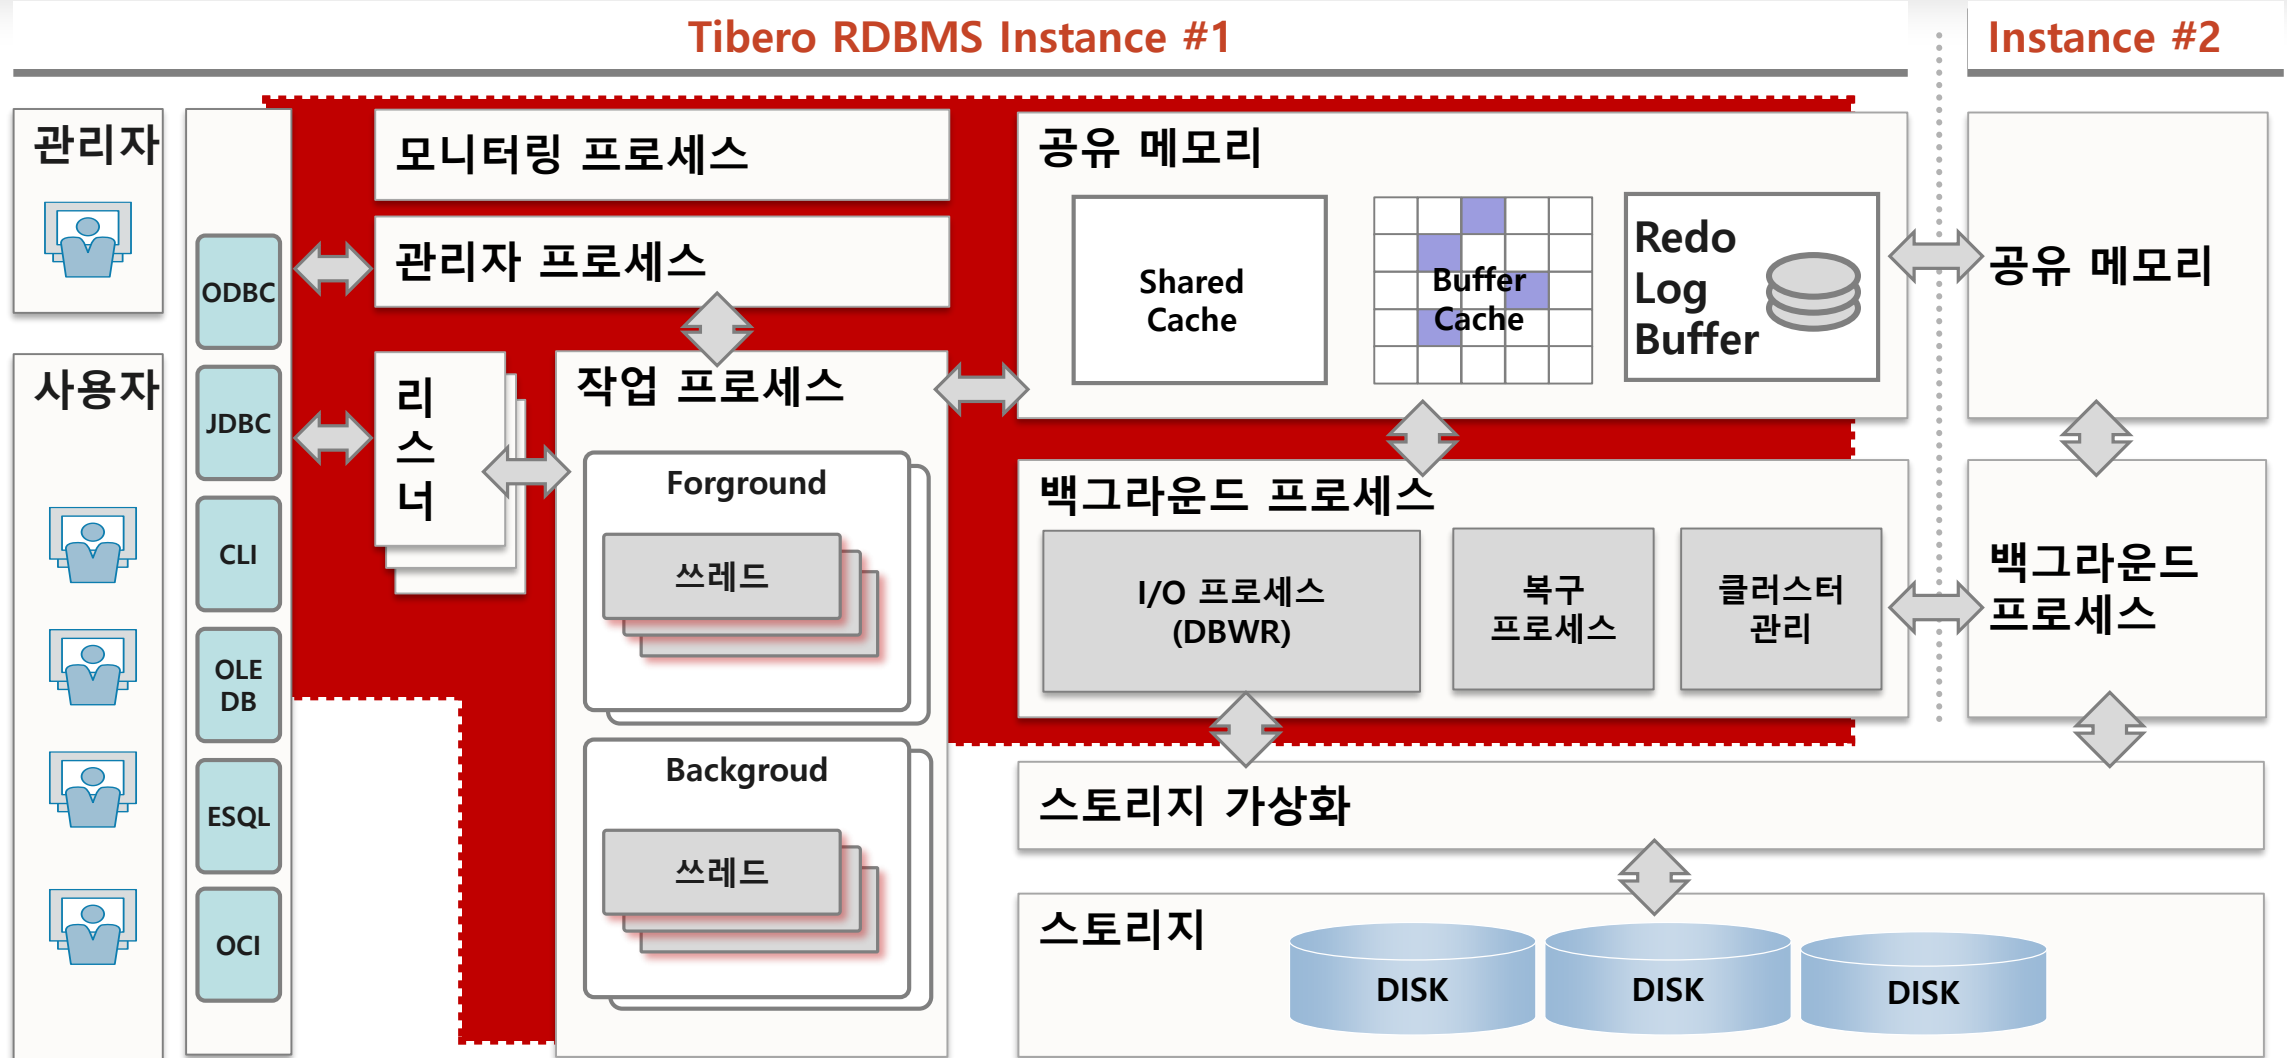 Tibero RDBMS Instance #1
Instance #2
관리자
사용자
ODBC
JDBC
CLI
OLE
DB
ESQL
OCI
모니터링 프로세스
관리자 프로세스
리
스
너
작업 프로세스
Forground
쓰레드
Backgroud
쓰레드
공유 메모리
Shared
Cache
Buffer
Cache
Redo
Log
Buffer
백그라운드 프로세스
I/O 프로세스
(DBWR)
복구
프로세스
클러스터
관리
공유 메모리
백그라운드
프로세스
스토리지 가상화
스토리지
DISK
DISK
DISK